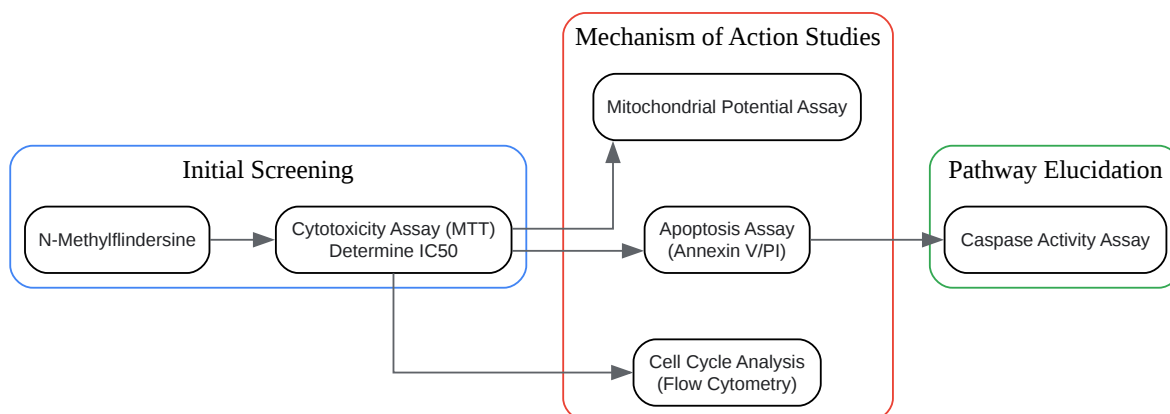 Initial Screening
N-Methylflindersine
Cytotoxicity Assay (MTT)
Determine IC50
Mechanism of Action Studies
Mitochondrial Potential Assay
Apoptosis Assay
(Annexin V/PI)
Cell Cycle Analysis
(Flow Cytometry)
Pathway Elucidation
Caspase Activity Assay